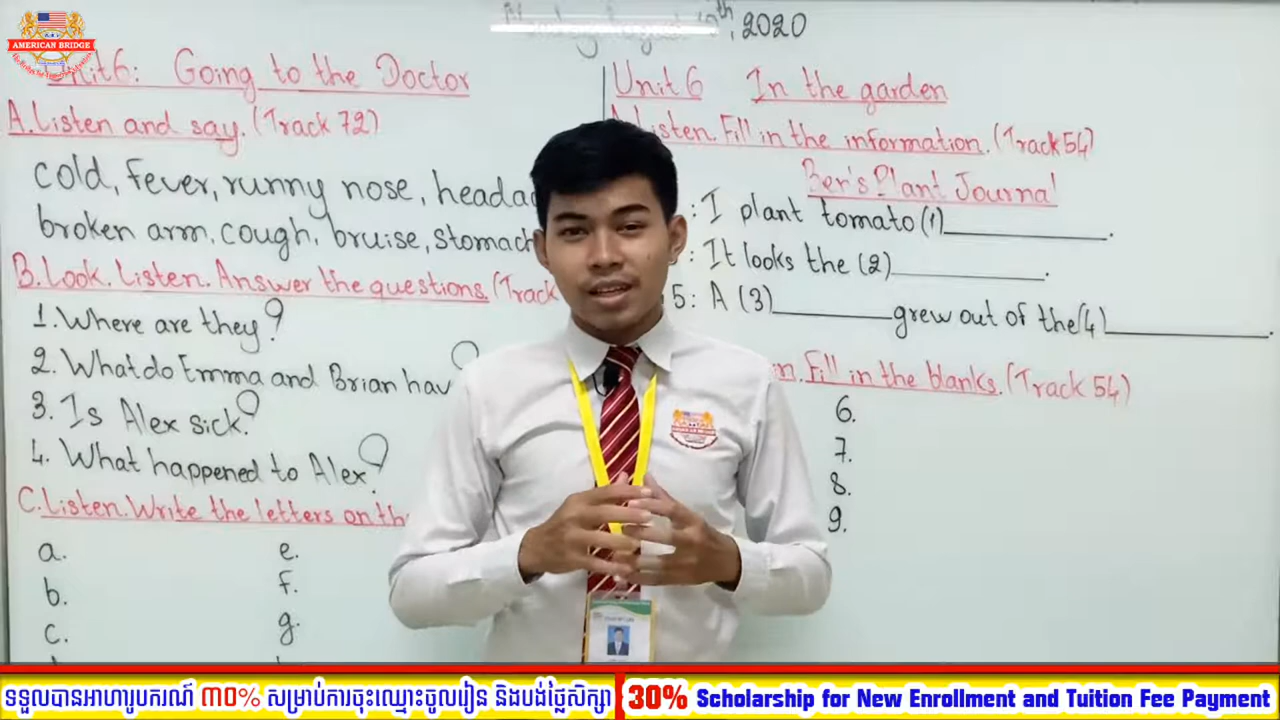 AMERICAN BRIDGE
, 2020
Unit 6: Going to the Doctor
A. Listen and say. (Track 72)
cold, fever, runny nose, headac
broken arm, cough, bruise, stomach
B. Look. Listen. Answer the questions. (Track
1. Where are they?
2. What do Emma and Brian hav ?
3. Is Alex sick?
4. What happened to Alex?
C. Listen. Write the letters on th
a. e.
b. f.
c. g.
Unit 6 In the garden
A. Listen. Fill in the information. (Track 54)
Ben's Plant Journal
: I plant tomato (1)__________.
: It looks the (2)__________.
5: A (3)________ grew out of the (4)__________.
n. Fill in the blanks. (Track 54)
6.
7.
8.
9.
ទទួលបានអាហារូបករណ៍ ៣០% សម្រាប់ការចុះឈ្មោះចូលរៀន និងបង់ថ្លៃសិក្សា
30% Scholarship for New Enrollment and Tuition Fee Payment